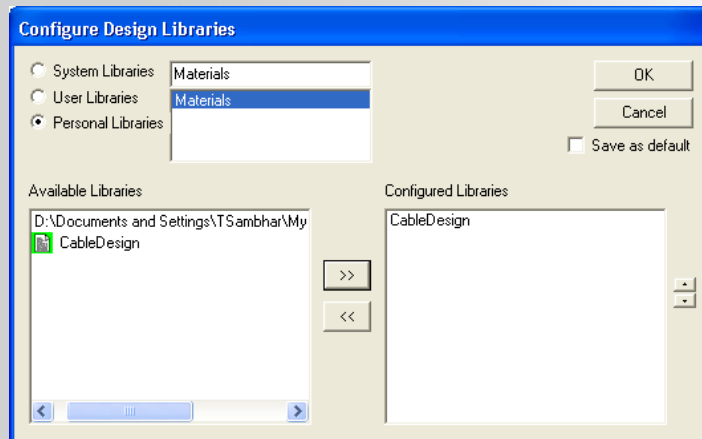 Configure Design Libraries
System Libraries
User Libraries
Personal Libraries
Materials
Materials
OK
Cancel
Save as default
Available Libraries
D:\Documents and Settings\TSambhar\My
CableDesign
>>
<<
Configured Libraries
CableDesign